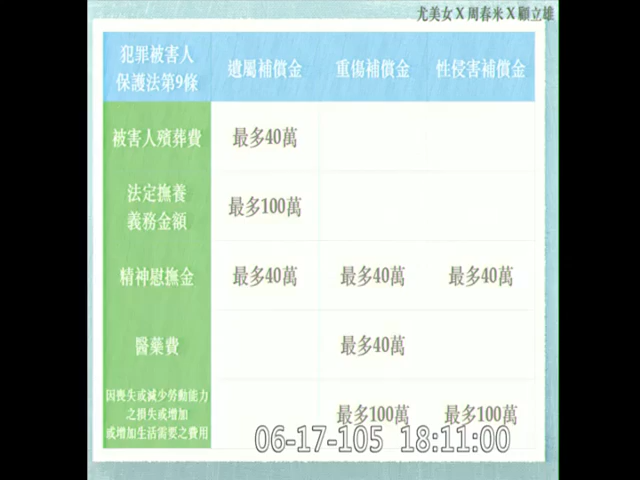 尤美女X周春米X顧立雄
犯罪被害人
保護法第9條
遺屬補償金
重傷補償金
性侵害補償金
被害人殯葬費
最多40萬
法定撫養
義務金額
最多100萬
精神慰撫金
最多40萬
最多40萬
最多40萬
醫藥費
最多40萬
因喪失或減少勞動能力
之損失或增加
或增加生活需要之費用
最多100萬
最多100萬
06-17-105 18:11:00